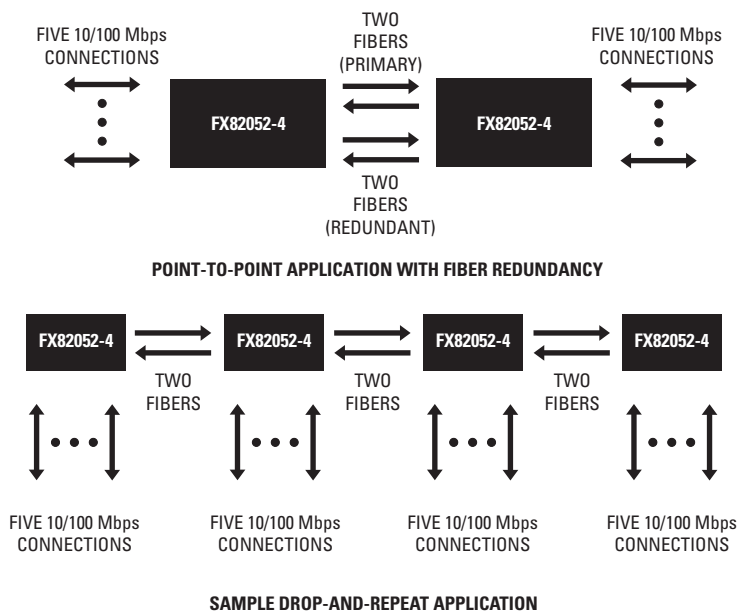 FIVE 10/100 Mbps
CONNECTIONS
TWO
FIBERS
(PRIMARY)
FIVE 10/100 Mbps
CONNECTIONS
FX82052-4
FX82052-4
TWO
FIBERS
(REDUNDANT)
POINT-TO-POINT APPLICATION WITH FIBER REDUNDANCY
FX82052-4
FX82052-4
FX82052-4
FX82052-4
TWO
FIBERS
TWO
FIBERS
TWO
FIBERS
FIVE 10/100 Mbps
CONNECTIONS
FIVE 10/100 Mbps
CONNECTIONS
FIVE 10/100 Mbps
CONNECTIONS
FIVE 10/100 Mbps
CONNECTIONS
SAMPLE DROP-AND-REPEAT APPLICATION